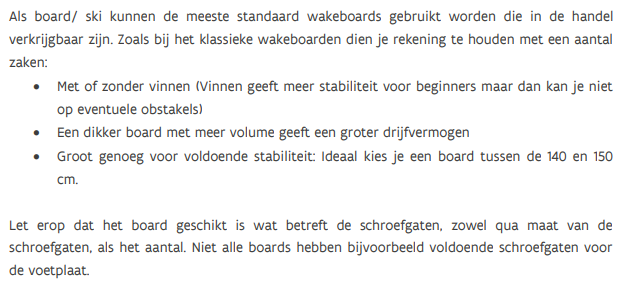 Als board/ ski kunnen de meeste standaard wakeboards gebruikt worden die in de handel
verkrijgbaar zijn. Zoals bij het klassieke wakeboarden dien je rekening te houden met een aantal
zaken:
• Met of zonder vinnen (Vinnen geeft meer stabiliteit voor beginners maar dan kan je niet
op eventuele obstakels)
• Een dikker board met meer volume geeft een groter drijfvermogen
• Groot genoeg voor voldoende stabiliteit: Ideaal kies je een board tussen de 140 en 150
cm.
Let erop dat het board geschikt is wat betreft de schroefgaten, zowel qua maat van de
schroefgaten, als het aantal. Niet alle boards hebben bijvoorbeeld voldoende schroefgaten voor
de voetplaat.